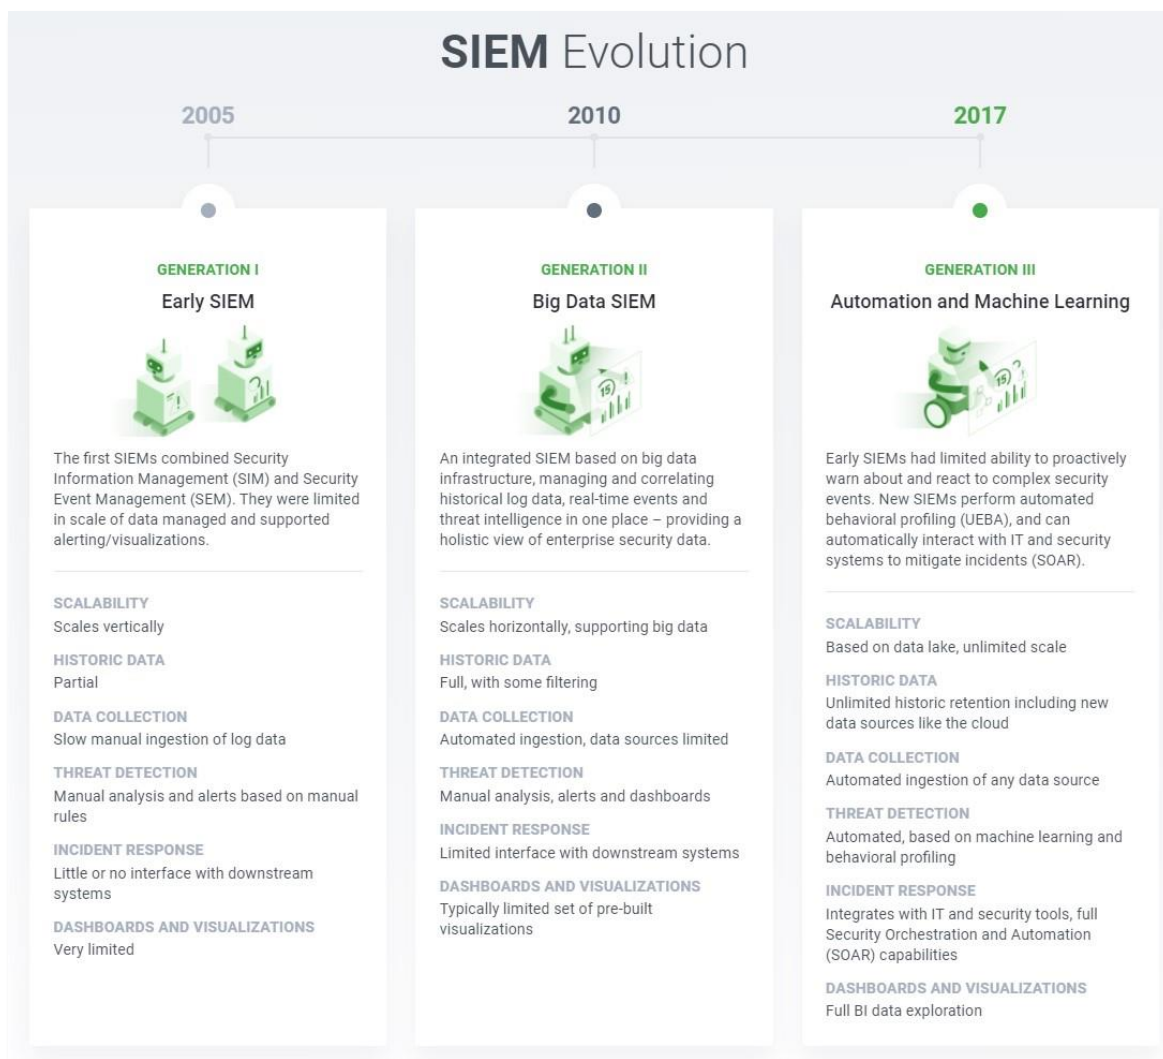 SIEM Evolution
2005
2010
2017
GENERATION I
Early SIEM
The first SIEMs combined Security
Information Management (SIM) and Security
Event Management (SEM). They were limited
in scale of data managed and supported
alerting/visualizations.
SCALABILITY
Scales vertically
HISTORIC DATA
Partial
DATA COLLECTION
Slow manual ingestion of log data
THREAT DETECTION
Manual analysis and alerts based on manual
rules
INCIDENT RESPONSE
Little or no interface with downstream
systems
DASHBOARDS AND VISUALIZATIONS
Very limited
GENERATION II
Big Data SIEM
15
An integrated SIEM based on big data
infrastructure, managing and correlating
historical log data, real-time events and
threat intelligence in one place – providing a
holistic view of enterprise security data.
SCALABILITY
Scales horizontally, supporting big data
HISTORIC DATA
Full, with some filtering
DATA COLLECTION
Automated ingestion, data sources limited
THREAT DETECTION
Manual analysis, alerts and dashboards
INCIDENT RESPONSE
Limited interface with downstream systems
DASHBOARDS AND VISUALIZATIONS
Typically limited set of pre-built
visualizations
GENERATION III
Automation and Machine Learning
15
Early SIEMs had limited ability to proactively
warn about and react to complex security
events. New SIEMs perform automated
behavioral profiling (UEBA), and can
automatically interact with IT and security
systems to mitigate incidents (SOAR).
SCALABILITY
Based on data lake, unlimited scale
HISTORIC DATA
Unlimited historic retention including new
data sources like the cloud
DATA COLLECTION
Automated ingestion of any data source
THREAT DETECTION
Automated, based on machine learning and
behavioral profiling
INCIDENT RESPONSE
Integrates with IT and security tools, full
Security Orchestration and Automation
(SOAR) capabilities
DASHBOARDS AND VISUALIZATIONS
Full BI data exploration